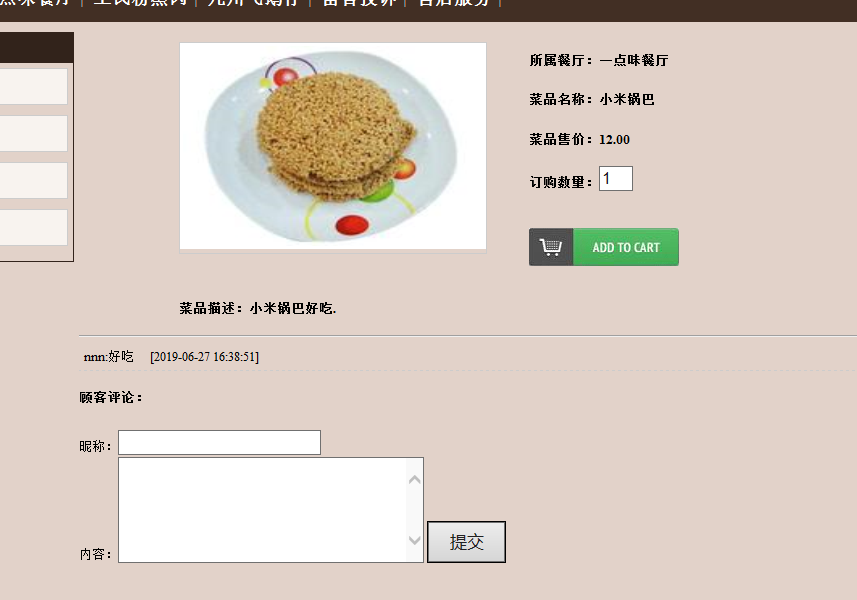 所属餐厅：一点味餐厅
菜品名称：小米锅巴
菜品售价：12.00
订购数量：1
ADD TO CART
菜品描述：小米锅巴好吃.
nnn:好吃 [2019-06-27 16:38:51]
顾客评论：
昵称：
内容：
提交